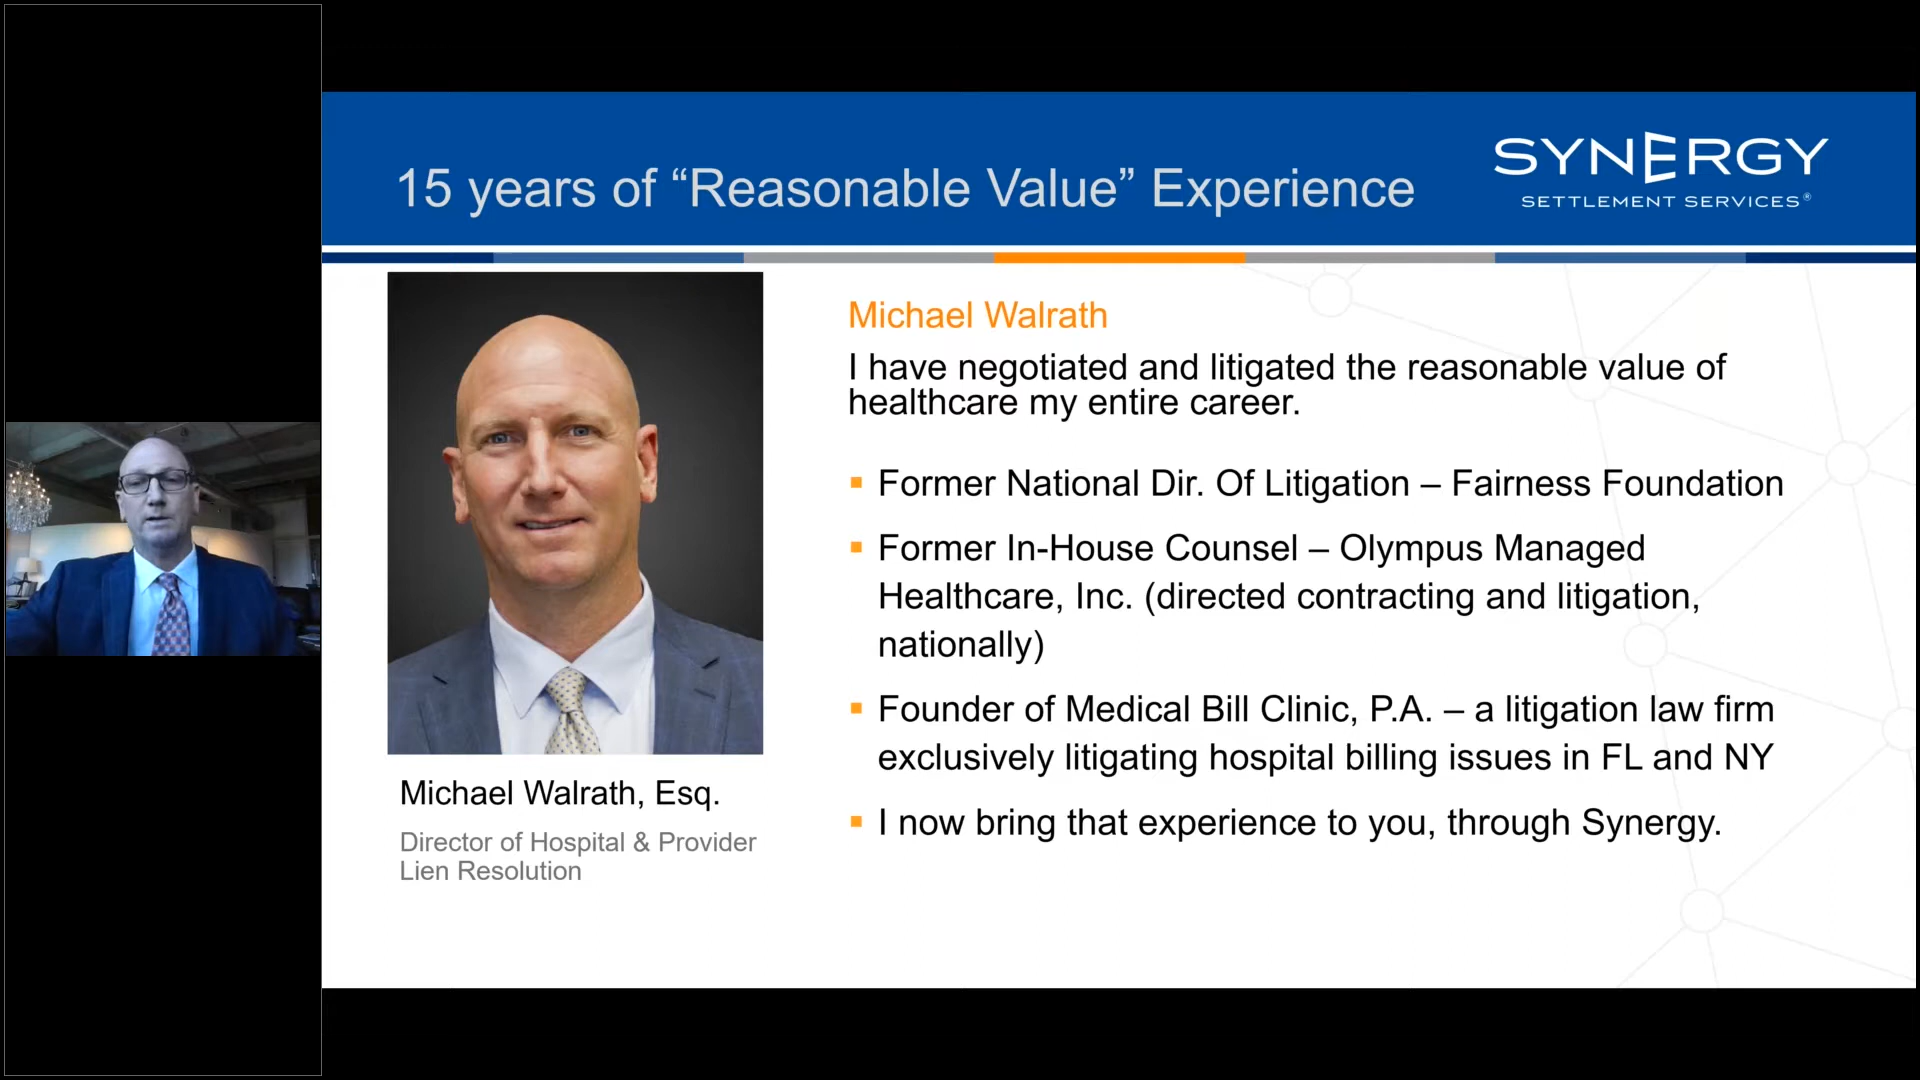 15 years of “Reasonable Value” Experience
SYNERGY
SETTLEMENT SERVICES®
Michael Walrath
I have negotiated and litigated the reasonable value of
healthcare my entire career.
▪ Former National Dir. Of Litigation – Fairness Foundation
▪ Former In-House Counsel – Olympus Managed
Healthcare, Inc. (directed contracting and litigation,
nationally)
▪ Founder of Medical Bill Clinic, P.A. – a litigation law firm
exclusively litigating hospital billing issues in FL and NY
▪ I now bring that experience to you, through Synergy.
Michael Walrath, Esq.
Director of Hospital & Provider
Lien Resolution